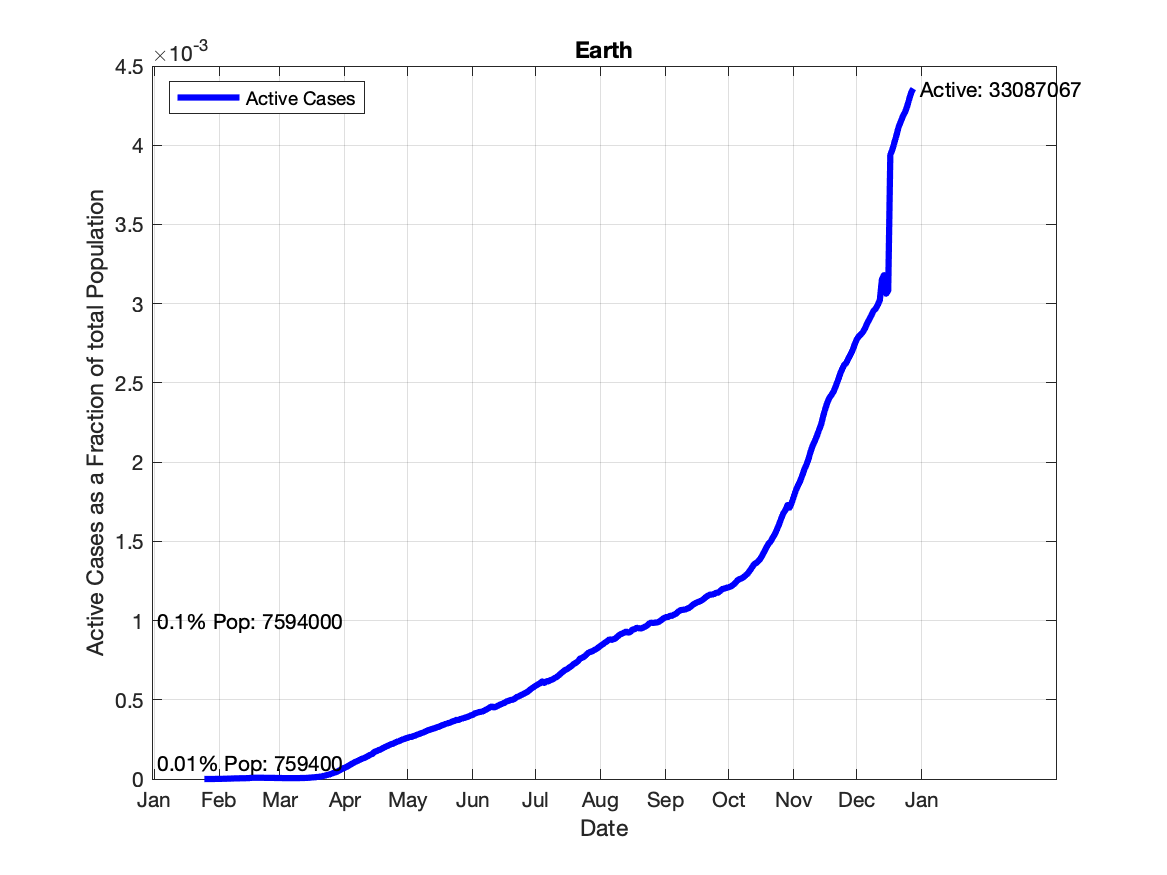 Earth
×10-3
4.5
4
3.5
3
2.5
2
1.5
1
0.5
0
Active Cases as a Fraction of total Population
Active Cases
Active: 33087067
0.1% Pop: 7594000
0.01% Pop: 759400
Jan Feb Mar Apr May Jun Jul Aug Sep Oct Nov Dec Jan
Date